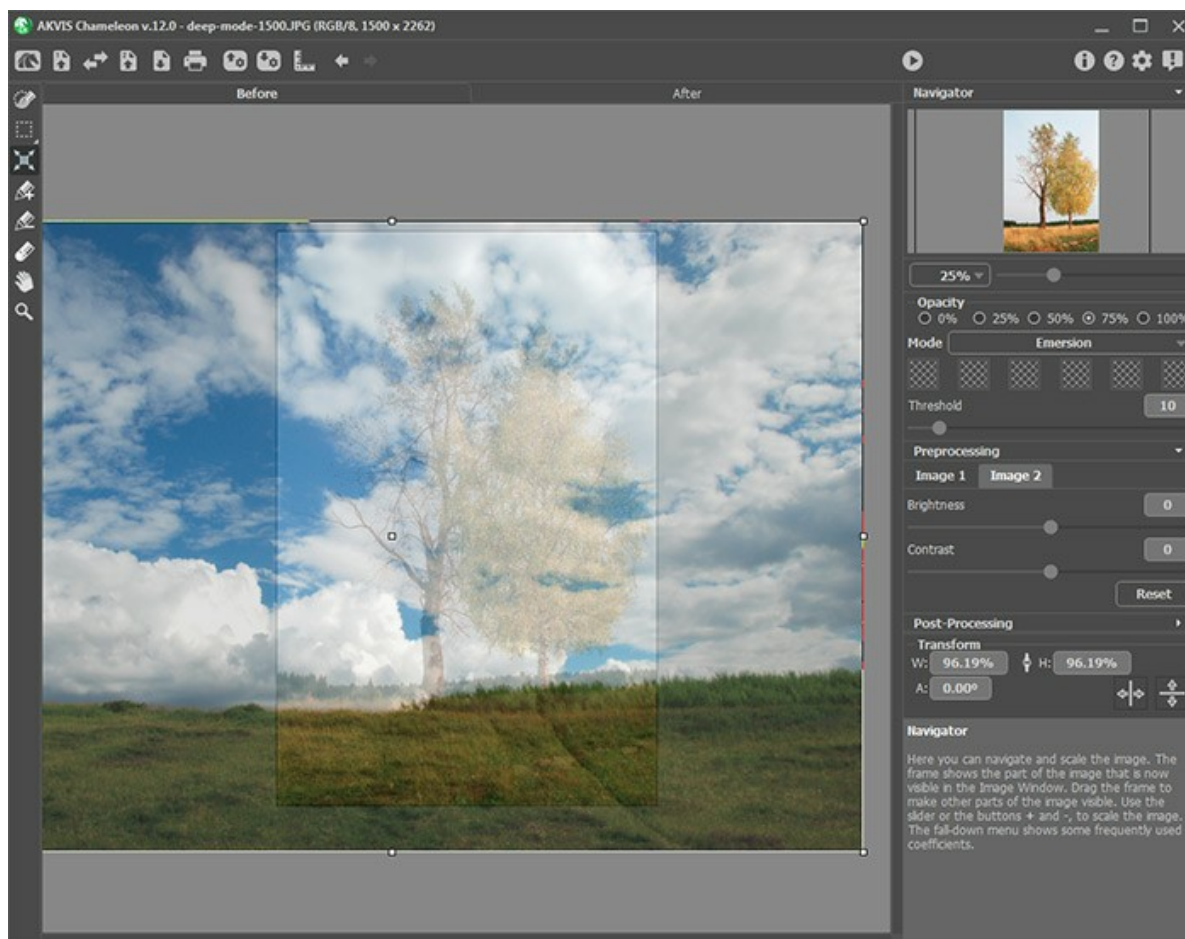 AKVIS Chameleon v.12.0 - deep-mode-1500.JPG (RGB/8, 1500 x 2262)
Before After
Navigator
25%
Opacity
0% 25% 50% 75% 100%
Mode Emersion
Threshold 10
Preprocessing
Image 1 Image 2
Brightness 0
Contrast 0
Reset
Post-Processing
Transform
W: 96.19% H: 96.19%
A: 0.00º
Navigator
Here you can navigate and scale the image. The
frame shows the part of the image that is now
visible in the Image Window. Drag the frame to
make other parts of the image visible. Use the
slider or the buttons + and -, to scale the image.
The fall-down menu shows some frequently used
coefficients.